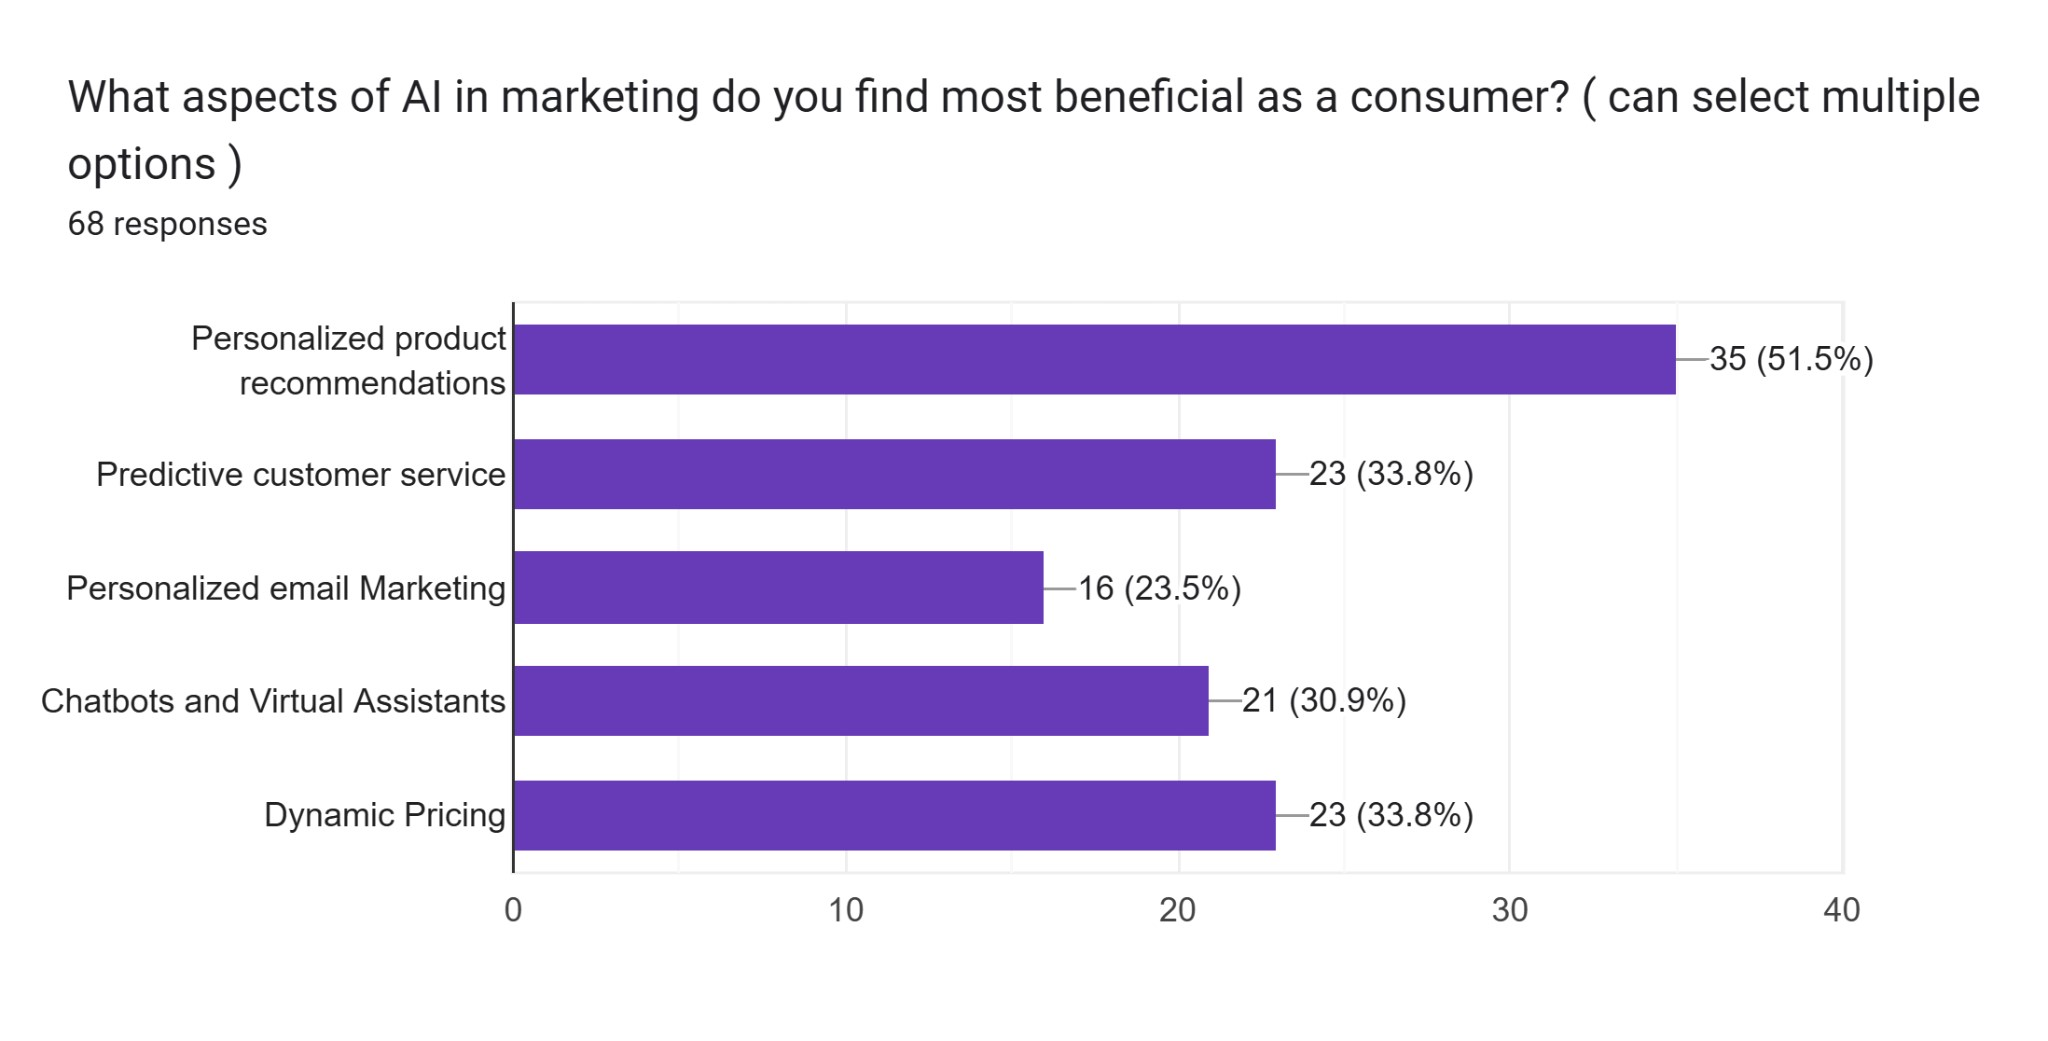 What aspects of AI in marketing do you find most beneficial as a consumer? ( can select multiple
options )
68 responses
Personalized product
recommendations
35 (51.5%)
Predictive customer service
23 (33.8%)
Personalized email Marketing
16 (23.5%)
Chatbots and Virtual Assistants
21 (30.9%)
Dynamic Pricing
23 (33.8%)
0 10 20 30 40